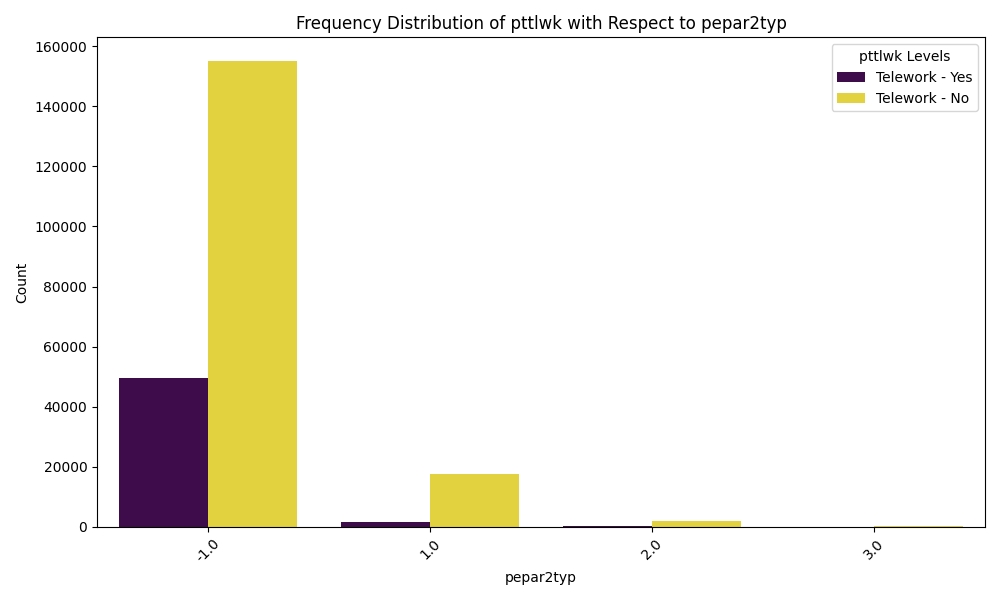 Frequency Distribution of pttlwk with Respect to pepar2typ
pttlwk Levels
Telework - Yes
Telework - No
160000
140000
120000
100000
80000
60000
40000
20000
0
Count
-1.0
1.0
2.0
3.0
pepar2typ